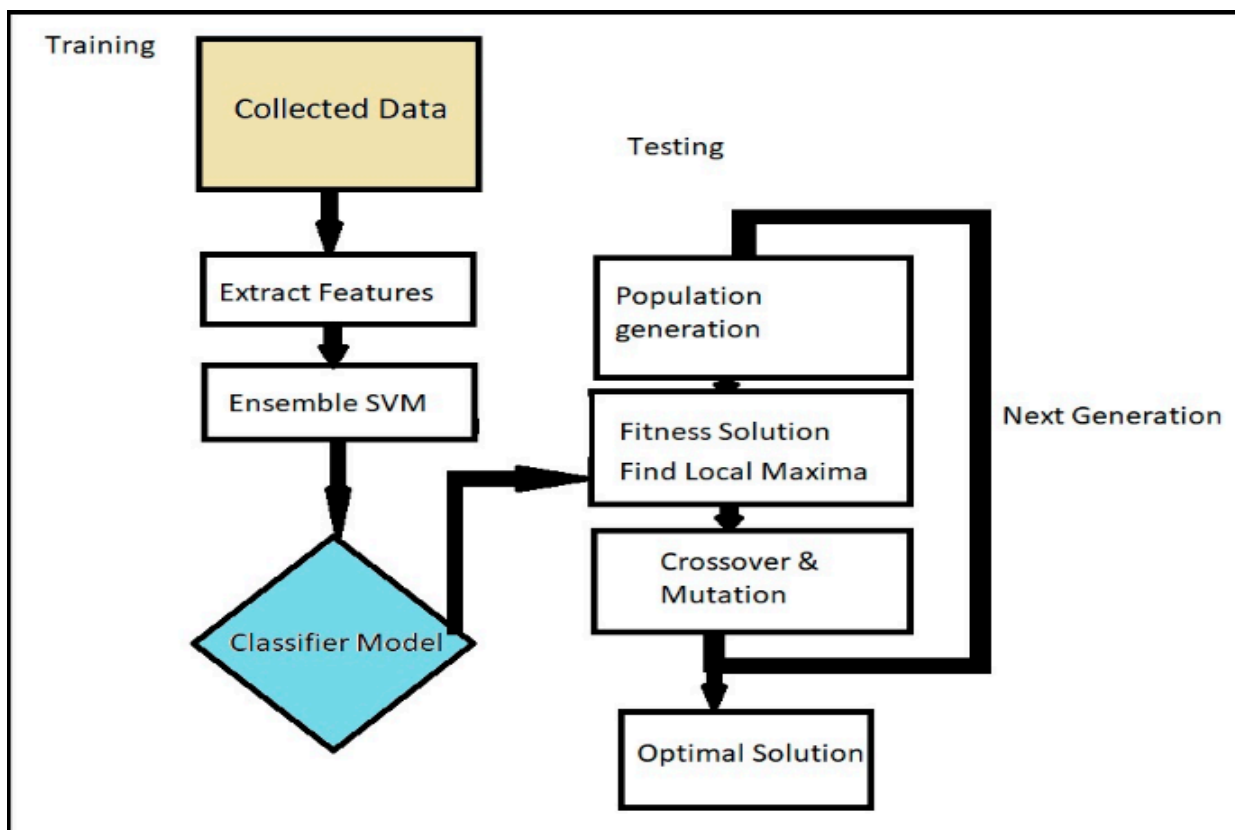 Training
Collected Data
Extract Features
Ensemble SVM
Classifier Model
Testing
Population
generation
Fitness Solution
Find Local Maxima
Crossover &
Mutation
Next Generation
Optimal Solution